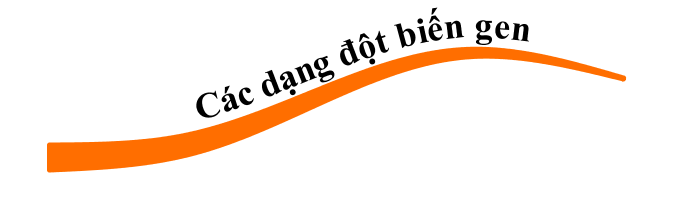 Các dạng đột biến gen